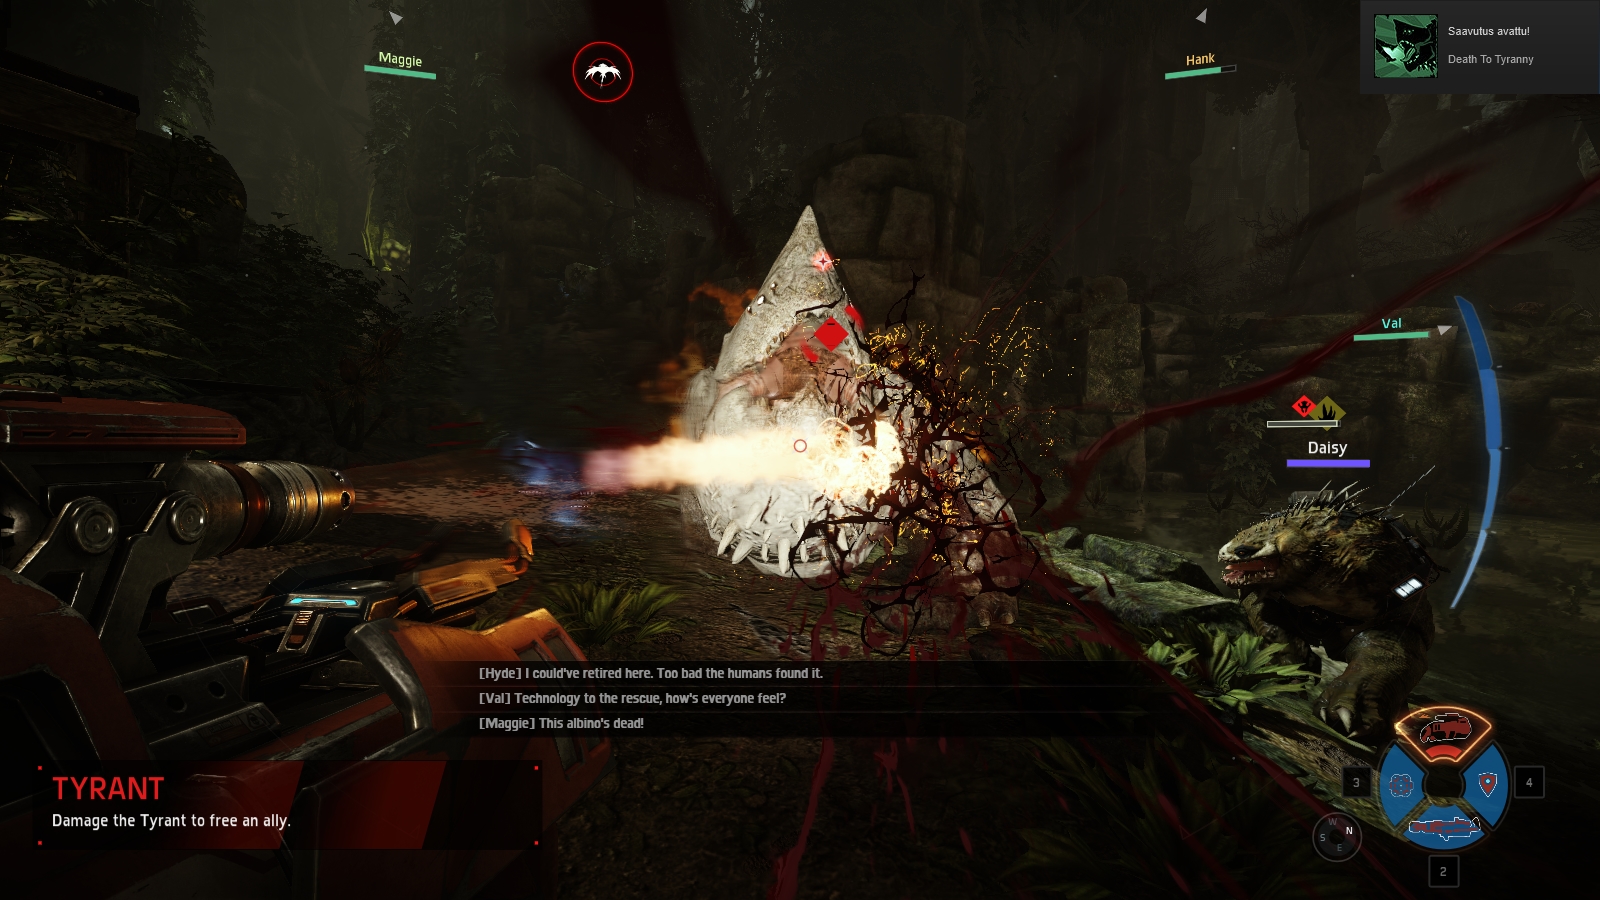 Maggie
Hank
Saavutus avattu!
Death To Tyranny
Val
Daisy
[Hyde] I could've retired here. Too bad the humans found it.
[Val] Technology to the rescue, how's everyone feel?
[Maggie] This albino's dead!
TYRANT
Damage the Tyrant to free an ally.
3
4
W
N
S
E
2